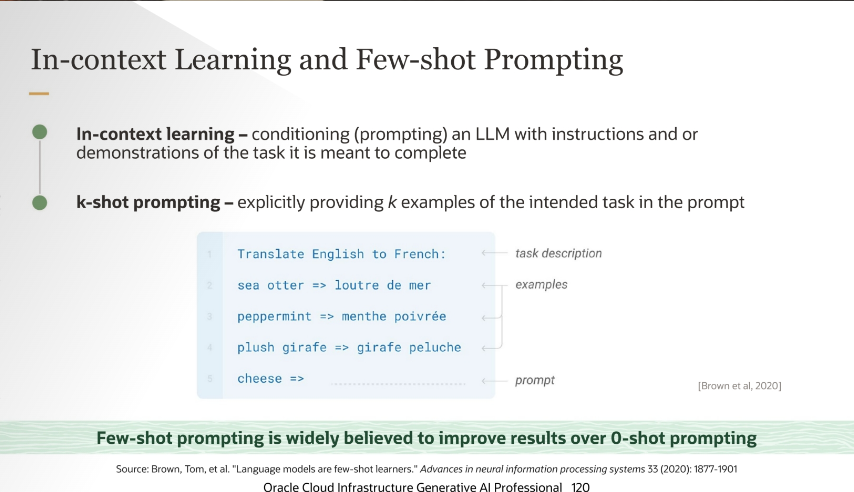 In-context Learning and Few-shot Prompting
In-context learning – conditioning (prompting) an LLM with instructions and or
demonstrations of the task it is meant to complete
k-shot prompting – explicitly providing k examples of the intended task in the prompt
1 Translate English to French: task description
2 sea otter => loutre de mer examples
3 peppermint => menthe poivrée
4 plush girafe => girafe peluche
5 cheese => prompt
[Brown et al, 2020]
Few-shot prompting is widely believed to improve results over 0-shot prompting
Source: Brown, Tom, et al. "Language models are few-shot learners." Advances in neural information processing systems 33 (2020): 1877-1901
Oracle Cloud Infrastructure Generative AI Professional 120